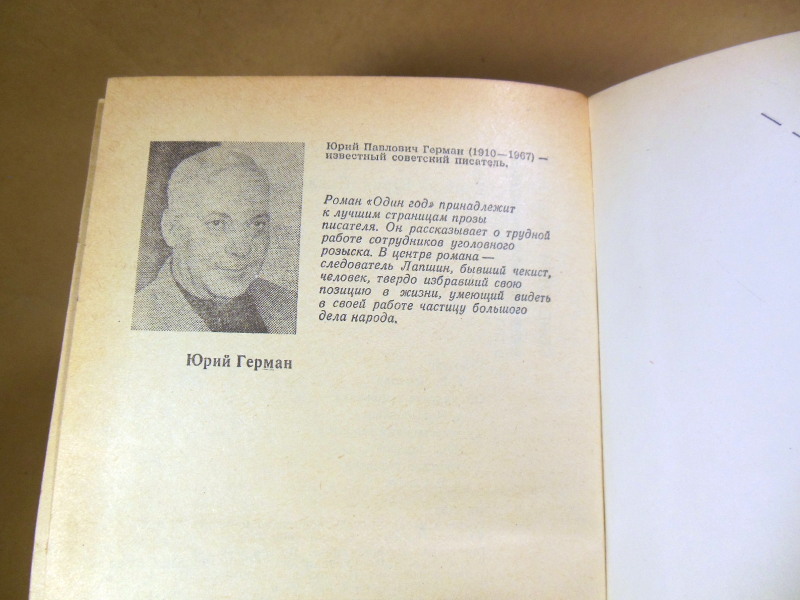 Юрий Павлович Герман (1910—1967) —
известный советский писатель.
Роман «Один год» принадлежит
к лучшим страницам прозы
писателя. Он рассказывает о трудной
работе сотрудников уголовного
розыска. В центре романа —
следователь Лапшин, бывший чекист,
человек, твердо избравший свою
позицию в жизни, умеющий видеть
в своей работе частицу большого
дела народа.
Юрий Герман